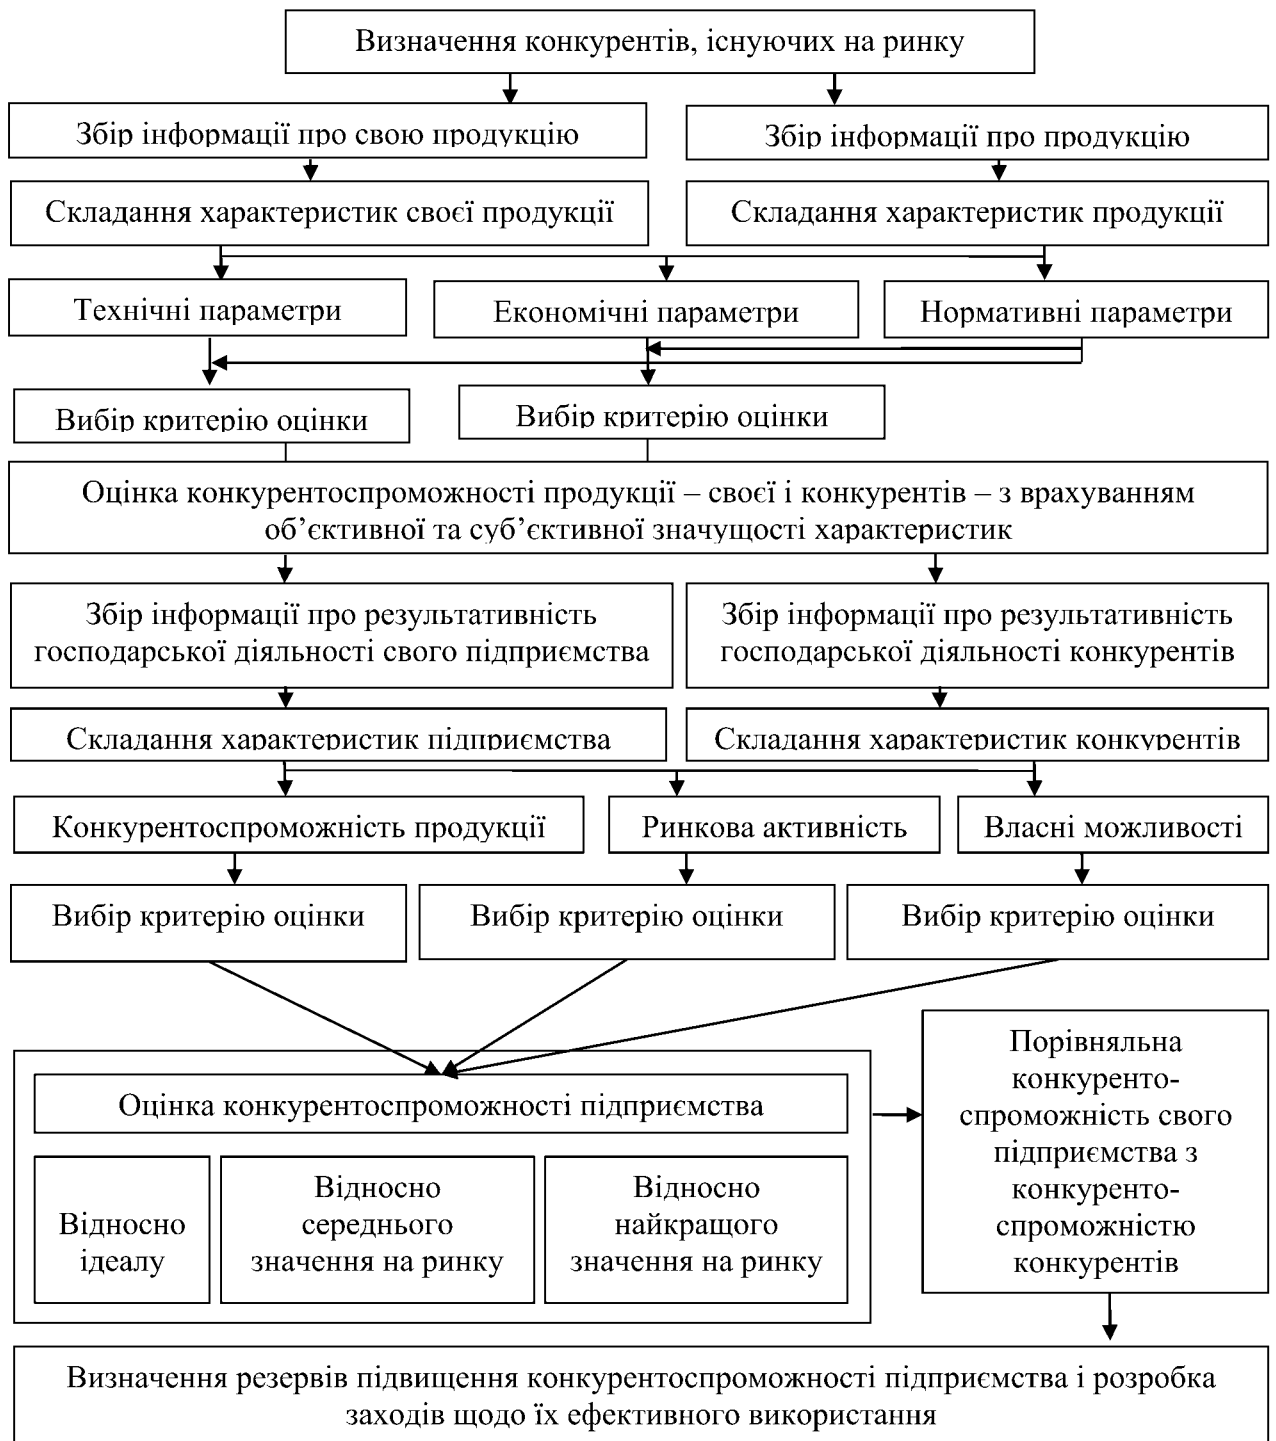 Визначення конкурентів, існуючих на ринку
Збір інформації про свою продукцію
Збір інформації про продукцію
Складання характеристик своєї продукції
Складання характеристик продукції
Технічні параметри
Економічні параметри
Нормативні параметри
Вибір критерію оцінки
Вибір критерію оцінки
Оцінка конкурентоспроможності продукції – своєї і конкурентів – з врахуванням
об’єктивної та суб’єктивної значущості характеристик
Збір інформації про результативність
господарської діяльності свого підприємства
Збір інформації про результативність
господарської діяльності конкурентів
Складання характеристик підприємства
Складання характеристик конкурентів
Конкурентоспроможність продукції
Ринкова активність
Власні можливості
Вибір критерію оцінки
Вибір критерію оцінки
Вибір критерію оцінки
Оцінка конкурентоспроможності підприємства
Відносно
ідеалу
Відносно
середнього
значення на ринку
Відносно
найкращого
значення на ринку
Порівняльна
конкуренто-
спроможність свого
підприємства з
конкуренто-
спроможністю
конкурентів
Визначення резервів підвищення конкурентоспроможності підприємства і розробка
заходів щодо їх ефективного використання